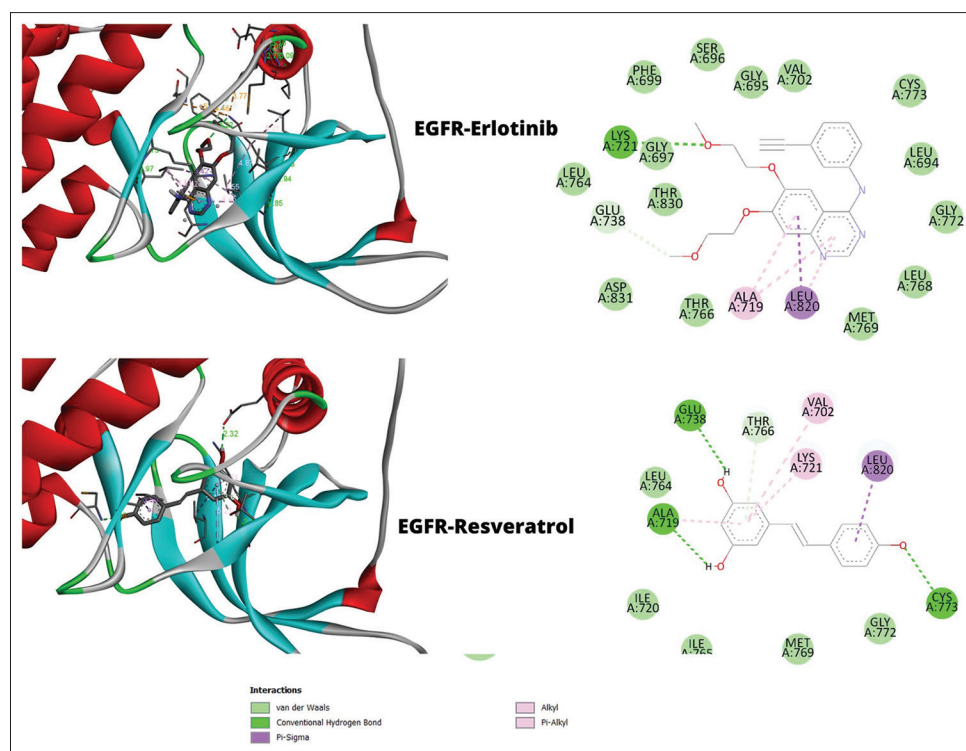 EGFR-Erlotinib
SER
A:696
PHE
A:699
GLY
A:695
VAL
A:702
CYS
A:773
LYS
A:721
GLY
A:697
LEU
A:694
LEU
A:764
GLU
A:738
THR
A:830
GLY
A:772
ASP
A:831
THR
A:766
ALA
A:719
LEU
A:820
LEU
A:768
MET
A:769
O
O
O
O
N
N
N
EGFR-Resveratrol
2.32
GLU
A:738
THR
A:766
VAL
A:702
LYS
A:721
LEU
A:820
LEU
A:764
ALA
A:719
H
O
H
O
O
CYS
A:773
ILE
A:720
ILE
A:765
MET
A:769
GLY
A:772
Interactions
van der Waals
Conventional Hydrogen Bond
Pi-Sigma
Alkyl
Pi-Alkyl